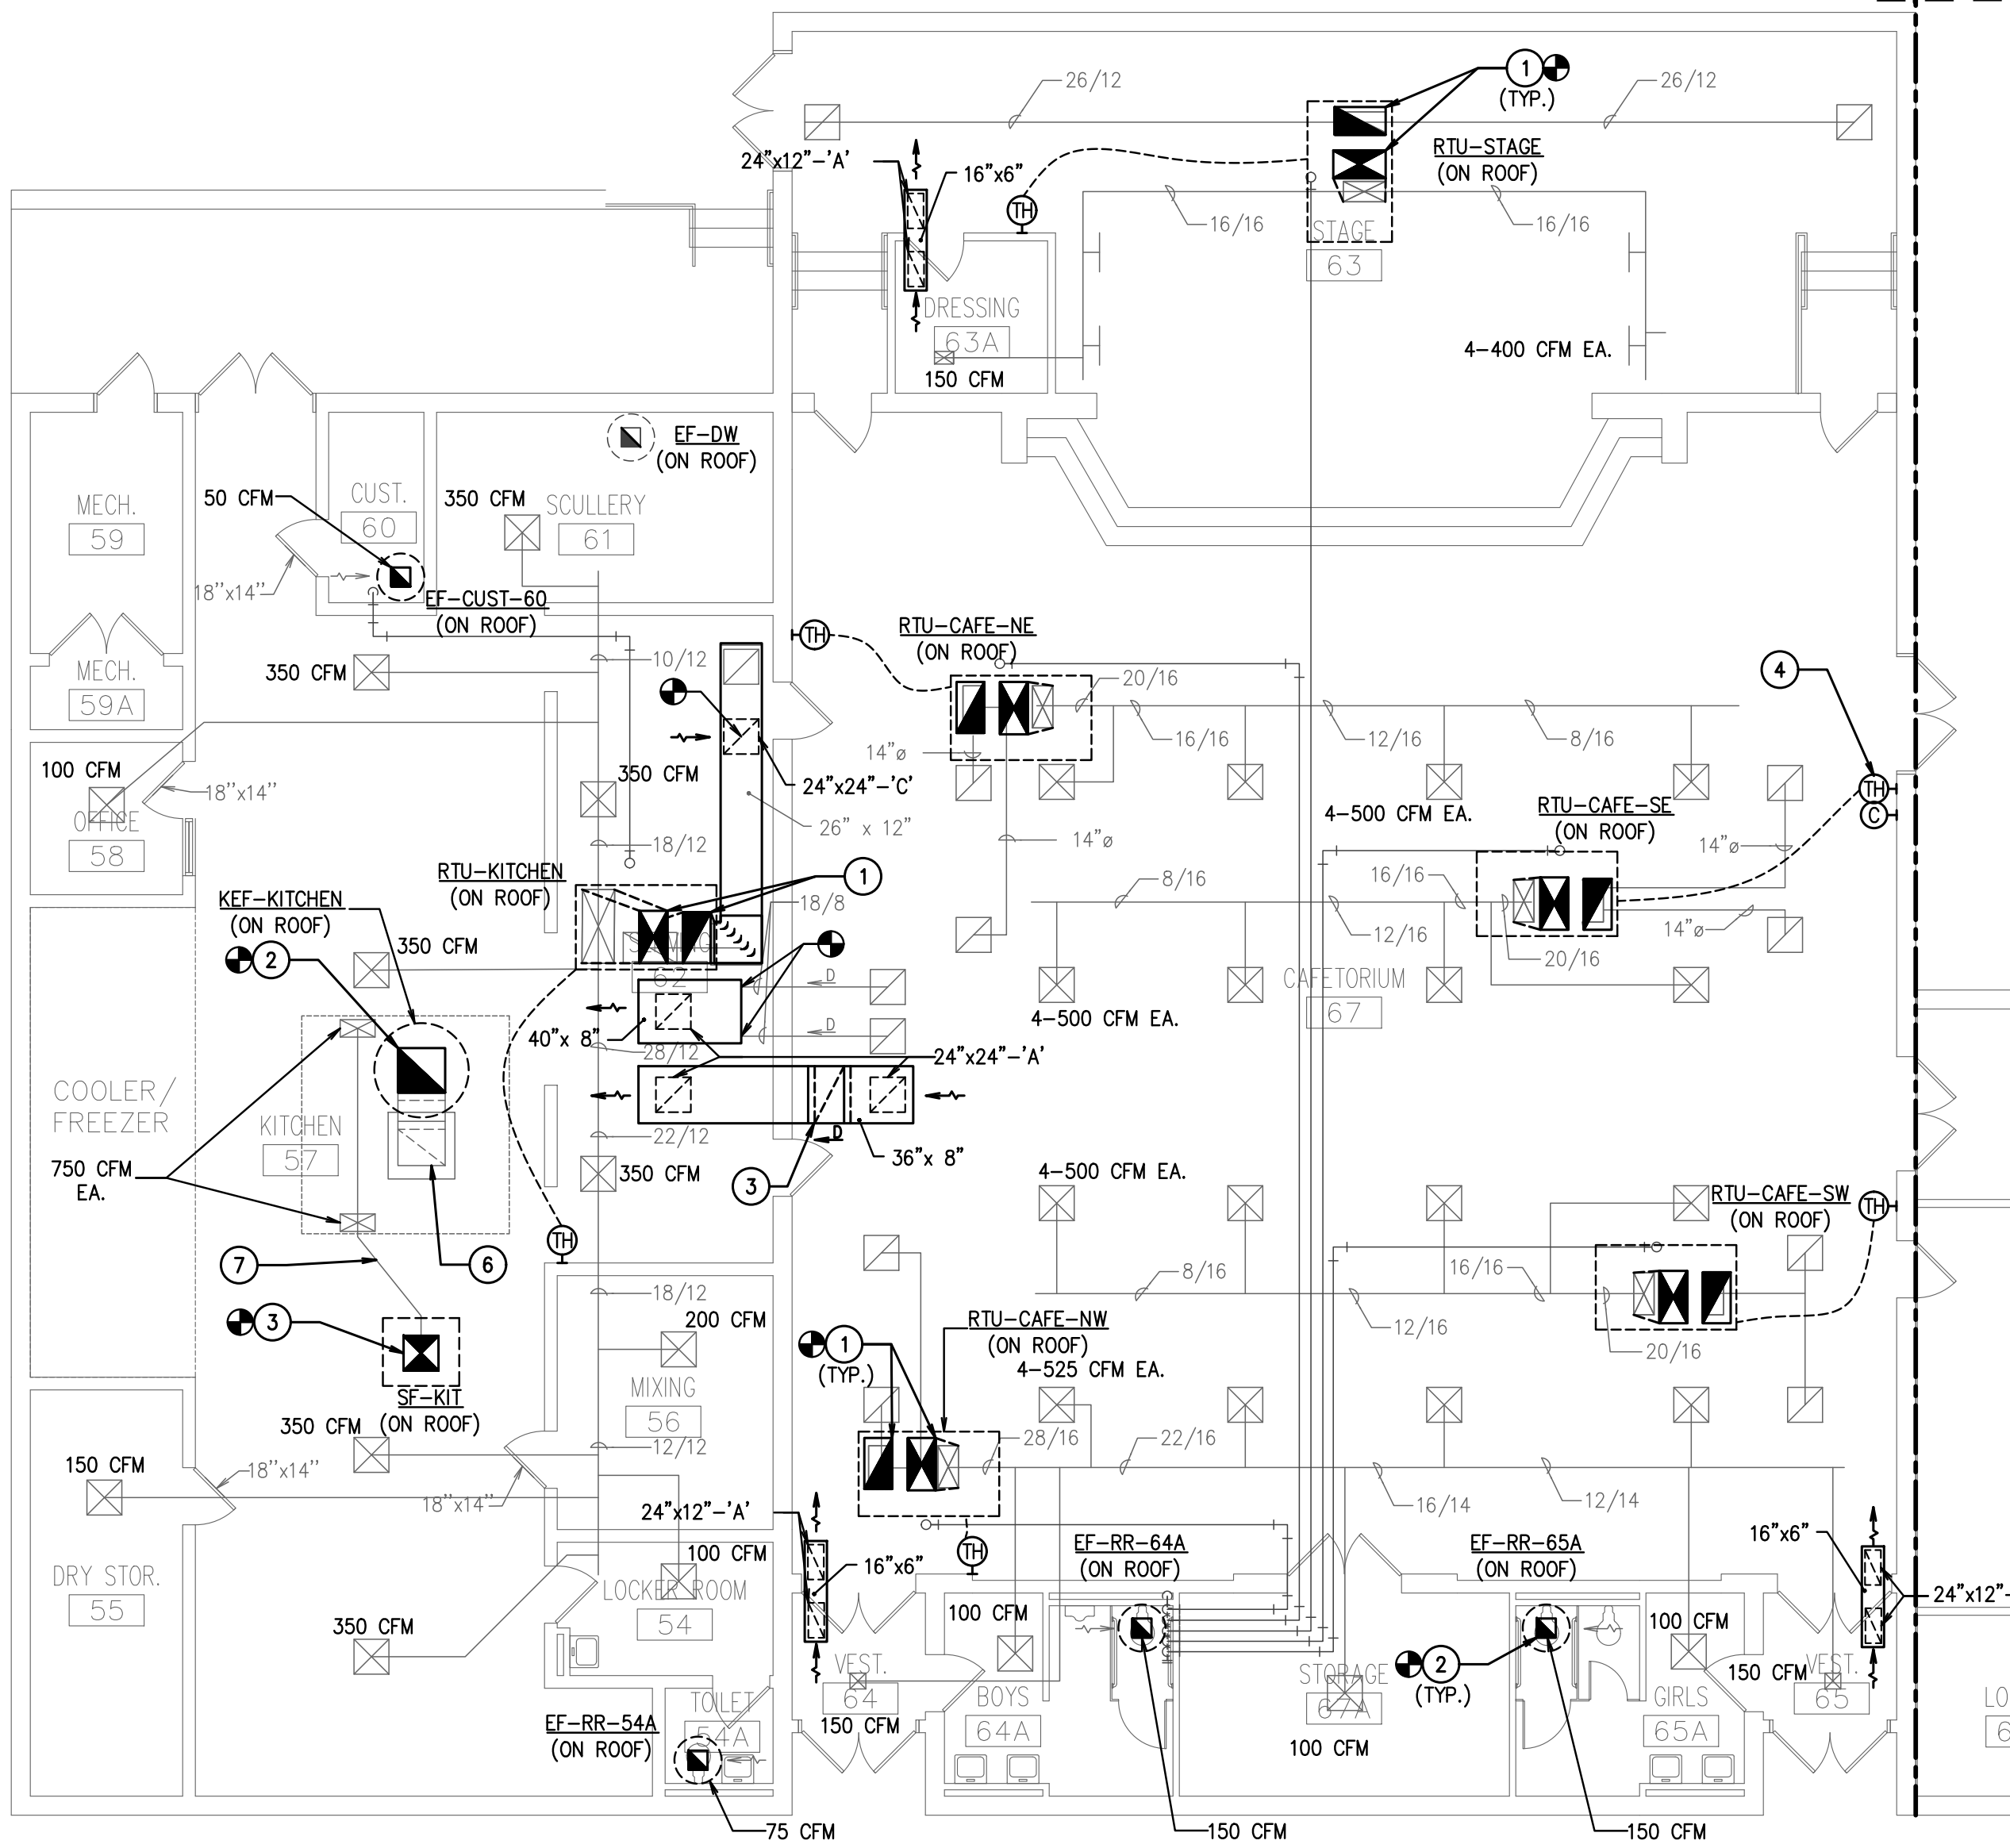 26/12
1
(TYP.)
26/12
RTU-STAGE
(ON ROOF)
24"x12"-'A'
16"x6"
TH
16/16
16/16
STAGE
63
DRESSING
63A
150 CFM
4-400 CFM EA.
EF-DW
(ON ROOF)
MECH.
59
50 CFM
CUST.
60
350 CFM
SCULLERY
61
18"x14"
EF-CUST-60
(ON ROOF)
MECH.
59A
350 CFM
10/12
TH
RTU-CAFE-NE
(ON ROOF)
20/16
16/16
12/16
8/16
14"ø
4
100 CFM
OFFICE
58
18"x14"
350 CFM
24"x24"-'C'
26" x 12"
18/12
14"ø
4-500 CFM EA.
RTU-CAFE-SE
(ON ROOF)
14"ø
TH
C
RTU-KITCHEN
(ON ROOF)
1
18/8
8/16
16/16
12/16
14"ø
20/16
KEF-KITCHEN
(ON ROOF)
2
350 CFM
62
CAFETORIUM
67
D
D
40"x 8"
28/12
4-500 CFM EA.
24"x24"-'A'
COOLER/
FREEZER
KITCHEN
57
750 CFM
EA.
22/12
D
36"x 8"
350 CFM
3
4-500 CFM EA.
RTU-CAFE-SW
(ON ROOF)
TH
TH
7
6
18/12
8/16
16/16
12/16
20/16
3
SF-KIT
(ON ROOF)
200 CFM
MIXING
56
1
(TYP.)
RTU-CAFE-NW
(ON ROOF)
4-525 CFM EA.
350 CFM
12/12
28/16
22/16
16/14
12/14
150 CFM
18"x14"
18"x14"
24"x12"-'A'
16"x6"
TH
EF-RR-64A
(ON ROOF)
EF-RR-65A
(ON ROOF)
16"x6"
24"x12"-
DRY STOR.
55
100 CFM
LOCKER ROOM
54
350 CFM
100 CFM
100 CFM
2
(TYP.)
VEST.
64
150 CFM
BOYS
64A
STORAGE
67A
100 CFM
GIRLS
65A
150 CFM
VEST.
65
LO
6
TOILET
54A
EF-RR-54A
(ON ROOF)
75 CFM
150 CFM
150 CFM